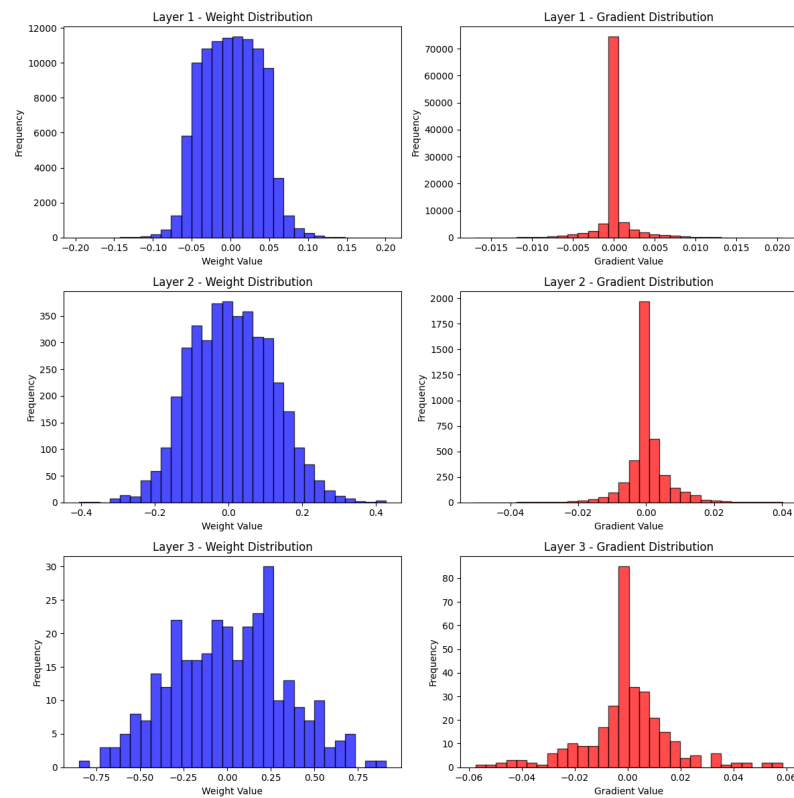 Layer 1 - Weight Distribution
Frequency
12000
10000
8000
6000
4000
2000
0
−0.20 −0.15 −0.10 −0.05 0.00 0.05 0.10 0.15 0.20
Weight Value
Layer 1 - Gradient Distribution
Frequency
70000
60000
50000
40000
30000
20000
10000
0
−0.015 −0.010 −0.005 0.000 0.005 0.010 0.015 0.020
Gradient Value
Layer 2 - Weight Distribution
Frequency
350
300
250
200
150
100
50
0
−0.4 −0.2 0.0 0.2 0.4
Weight Value
Layer 2 - Gradient Distribution
Frequency
2000
1750
1500
1250
1000
750
500
250
0
−0.04 −0.02 0.00 0.02 0.04
Gradient Value
Layer 3 - Weight Distribution
Frequency
30
25
20
15
10
5
0
−0.75 −0.50 −0.25 0.00 0.25 0.50 0.75
Weight Value
Layer 3 - Gradient Distribution
Frequency
80
70
60
50
40
30
20
10
0
−0.06 −0.04 −0.02 0.00 0.02 0.04
Gradient Value